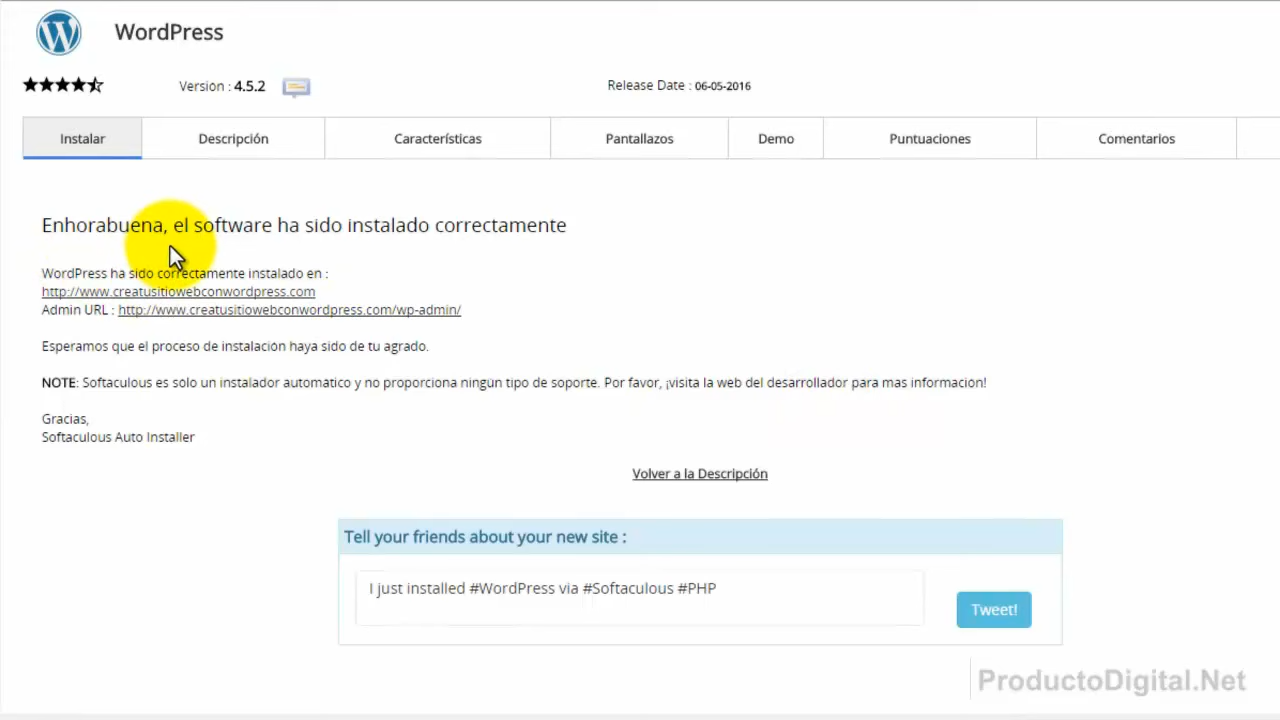 WordPress
Version : 4.5.2
Release Date : 06-05-2016
Instalar
Descripción
Características
Pantallazos
Demo
Puntuaciones
Comentarios
Enhorabuena, el software ha sido instalado correctamente
WordPress ha sido correctamente instalado en :
http://www.creatusitiowebconwordpress.com
Admin URL : http://www.creatusitiowebconwordpress.com/wp-admin/
Esperamos que el proceso de instalación haya sido de tu agrado.
NOTE: Softaculous es solo un instalador automático y no proporciona ningún tipo de soporte. Por favor, ¡visita la web del desarrollador para mas información!
Gracias,
Softaculous Auto Installer
Volver a la Descripción
Tell your friends about your new site :
I just installed #WordPress via #Softaculous #PHP
Tweet!
ProductoDigital.Net